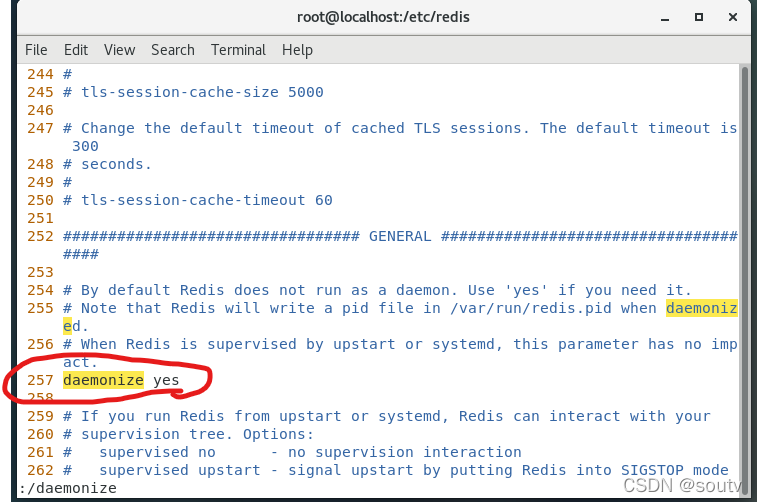 root@localhost:/etc/redis
File Edit View Search Terminal Help
244 #
245 # tls-session-cache-size 5000
246
247 # Change the default timeout of cached TLS sessions. The default timeout is
300
248 # seconds.
249 #
250 # tls-session-cache-timeout 60
251
252 ################################# GENERAL #################################
####
253
254 # By default Redis does not run as a daemon. Use 'yes' if you need it.
255 # Note that Redis will write a pid file in /var/run/redis.pid when daemoniz
ed.
256 # When Redis is supervised by upstart or systemd, this parameter has no imp
act.
257 daemonize yes
258
259 # If you run Redis from upstart or systemd, Redis can interact with your
260 # supervision tree. Options:
261 #   supervised no      - no supervision interaction
262 #   supervised upstart - signal upstart by putting Redis into SIGSTOP mode
:/daemonize
CSDN @soutv